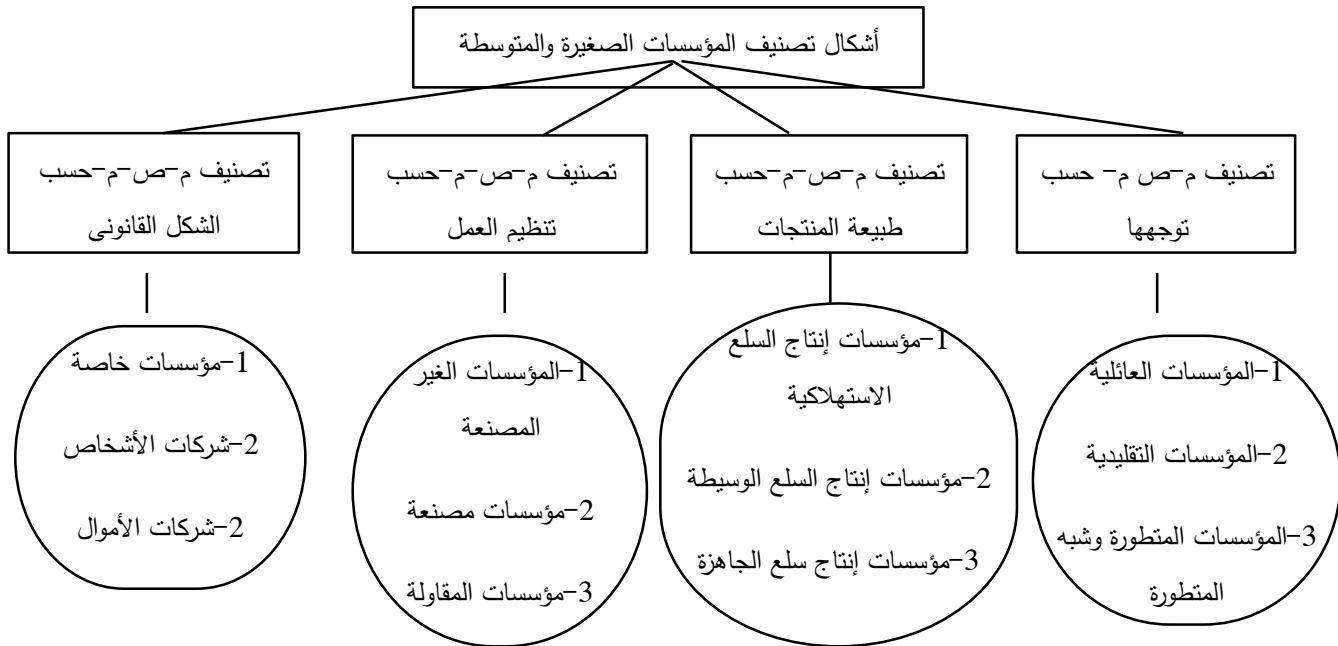 أشكال تصنيف المؤسسات الصغيرة والمتوسطة
تصنيف م-ص م- حسب
توجهها
تصنيف م-ص-م-حسب
طبيعة المنتجات
تصنيف م-ص-م-حسب
تنظيم العمل
تصنيف م-ص-م-حسب
الشكل القانونى
1-المؤسسات العائلية
2-المؤسسات التقليدية
3-المؤسسات المتطورة وشبه
المتطورة
1-مؤسسات إنتاج السلع
الاستهلاكية
2-مؤسسات إنتاج السلع الوسيطة
3-مؤسسات إنتاج سلع الجاهزة
1-المؤسسات الغير
المصنعة
2-مؤسسات مصنعة
3-مؤسسات المقاولة
1-مؤسسات خاصة
2-شركات الأشخاص
2-شركات الأموال